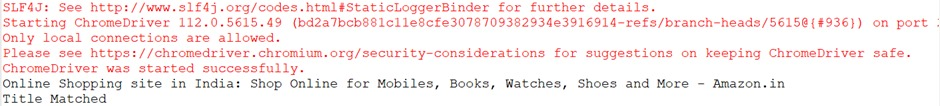 SLF4J: See http://www.slf4j.org/codes.html#StaticLoggerBinder for further details.
Starting ChromeDriver 112.0.5615.49 (bd2a7bcb881c11e8cfe3078709382934e3916914-refs/branch-heads/5615@{#936}) on port
Only local connections are allowed.
Please see https://chromedriver.chromium.org/security-considerations for suggestions on keeping ChromeDriver safe.
ChromeDriver was started successfully.
Online Shopping site in India: Shop Online for Mobiles, Books, Watches, Shoes and More - Amazon.in
Title Matched